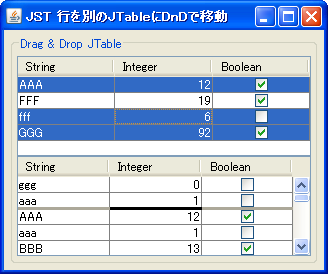 JST 行を別のJTableにDnDで移動
Drag & Drop JTable
String Integer Boolean
AAA 12
FFF 19
fff 6
GGG 92
String Integer Boolean
ggg 0
aaa 1
AAA 12
aaa 1
BBB 13